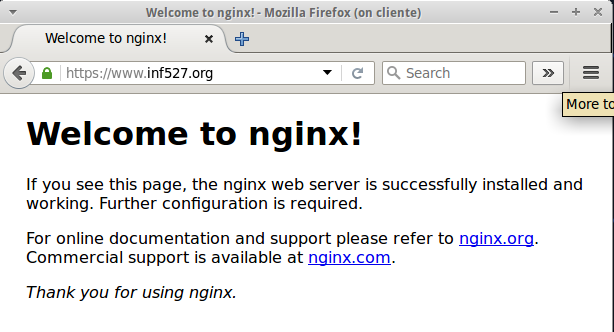 Welcome to nginx! - Mozilla Firefox (on cliente)
Welcome to nginx!
https://www.inf527.org
Search
More to
Welcome to nginx!
If you see this page, the nginx web server is successfully installed and
working. Further configuration is required.
For online documentation and support please refer to nginx.org.
Commercial support is available at nginx.com.
Thank you for using nginx.